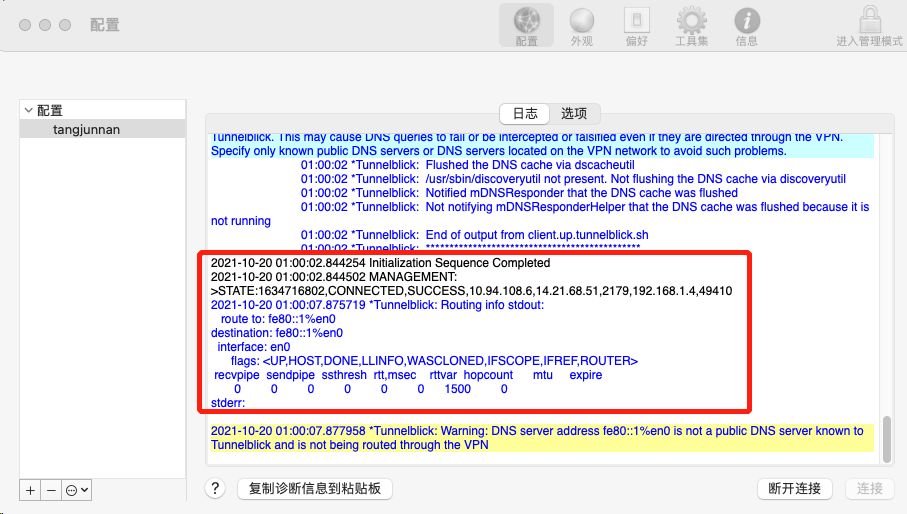 配置
配置
外观
偏好
工具集
信息
进入管理模式
配置
tangjunnan
日志
选项
Tunnelblick. This may cause DNS queries to fail or be intercepted or falsified even if they are directed through the VPN.
Specify only known public DNS servers or DNS servers located on the VPN network to avoid such problems.
01:00:02 *Tunnelblick: Flushed the DNS cache via dscacheutil
01:00:02 *Tunnelblick: /usr/sbin/discoveryutil not present. Not flushing the DNS cache via discoveryutil
01:00:02 *Tunnelblick: Notified mDNSResponder that the DNS cache was flushed
01:00:02 *Tunnelblick: Not notifying mDNSResponderHelper that the DNS cache was flushed because it is
not running
01:00:02 *Tunnelblick: End of output from client.up.tunnelblick.sh
01:00:02 *Tunnelblick: **********************************************
2021-10-20 01:00:02.844254 Initialization Sequence Completed
2021-10-20 01:00:02.844502 MANAGEMENT:
>STATE:1634716802,CONNECTED,SUCCESS,10.94.108.6,14.21.68.51,2179,192.168.1.4,49410
2021-10-20 01:00:07.875719 *Tunnelblick: Routing info stdout:
route to: fe80::1%en0
destination: fe80::1%en0
interface: en0
flags: <UP,HOST,DONE,LLINFO,WASCLONED,IFSCOPE,IFREF,ROUTER>
recvpipe sendpipe ssthresh rtt,msec rttvar hopcount mtu expire
0 0 0 0 0 0 1500 0
stderr:
2021-10-20 01:00:07.877958 *Tunnelblick: Warning: DNS server address fe80::1%en0 is not a public DNS server known to
Tunnelblick and is not being routed through the VPN
?
复制诊断信息到粘贴板
断开连接
连接